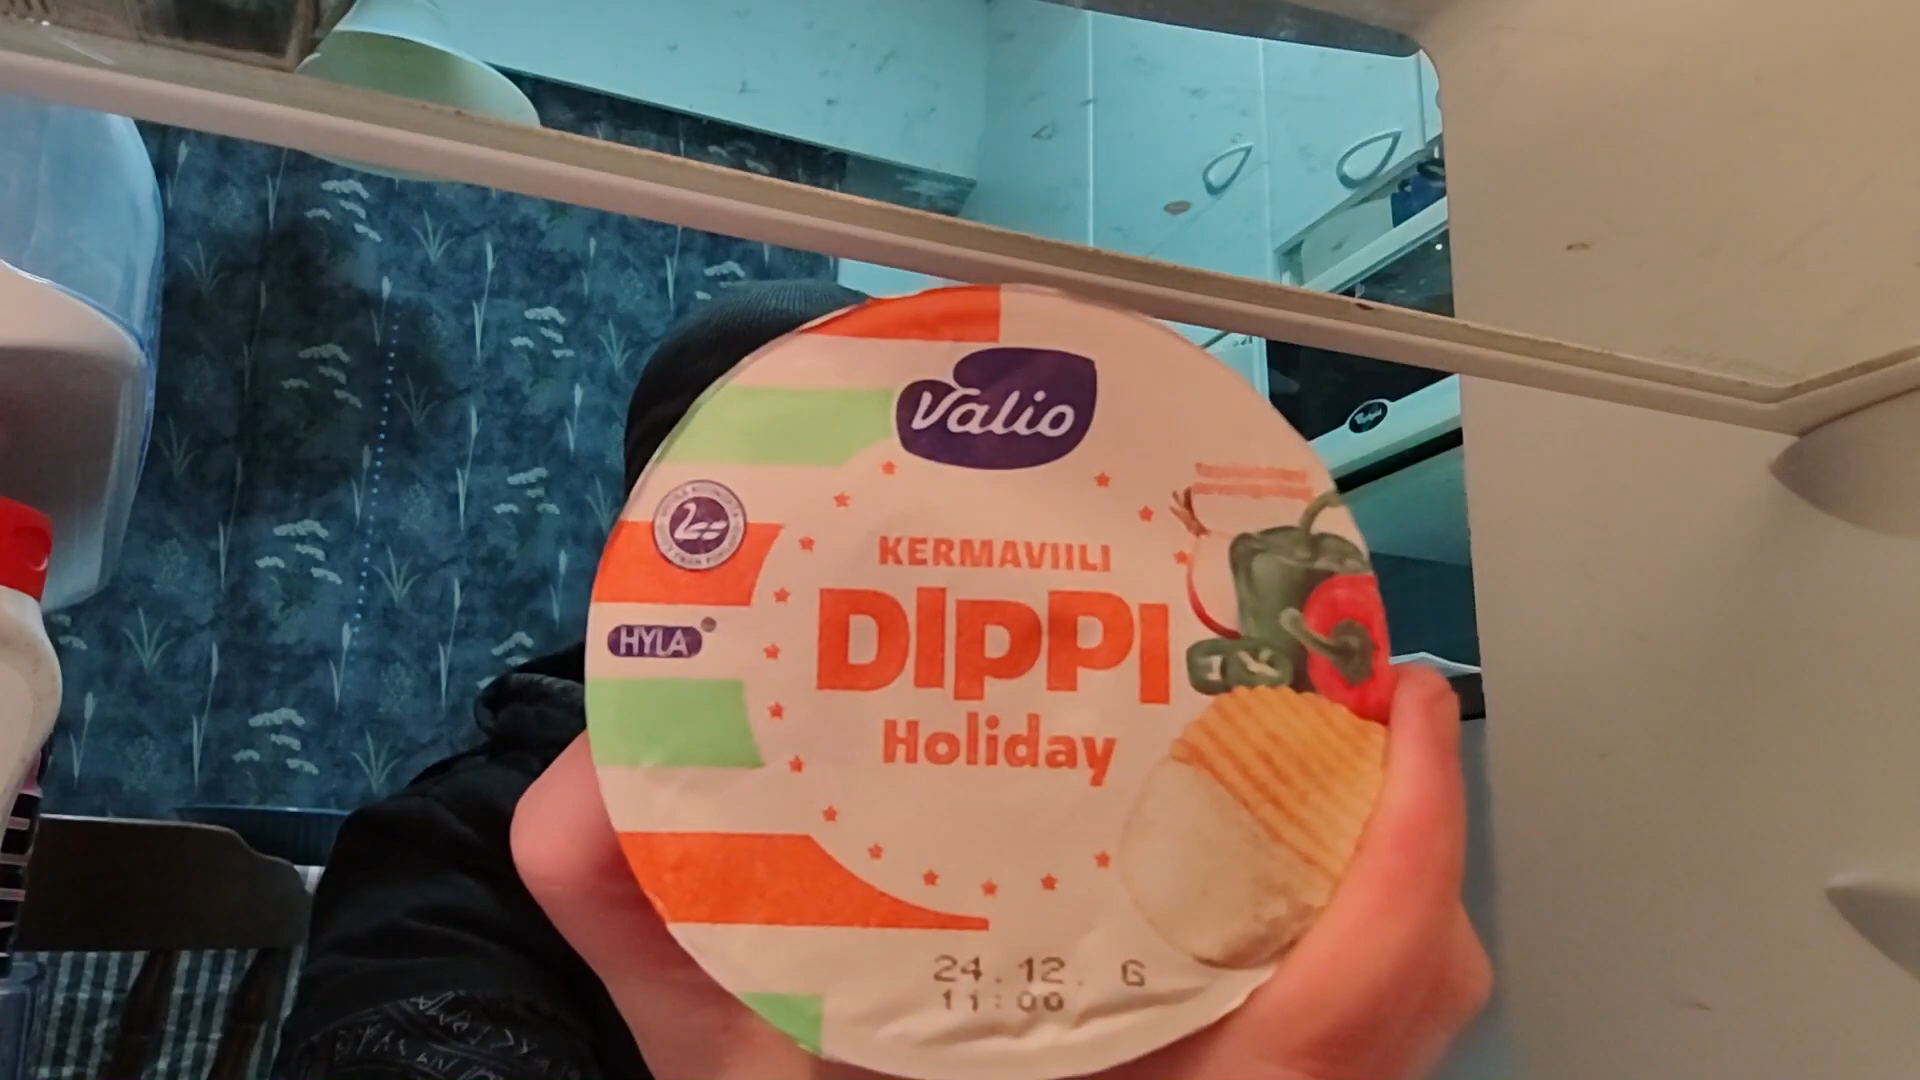 Valio
KERMAVIILI
DIPPI
Holiday
HYLA
24.12. G
11:00